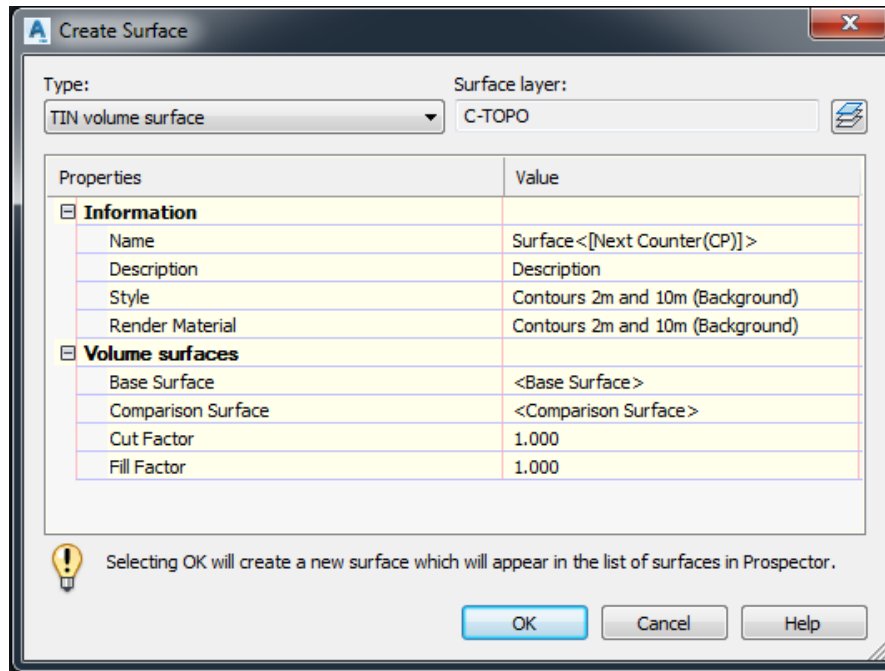 Create Surface
Type:
Surface layer:
TIN volume surface
C-TOPO
Properties
Value
Information
Name
Surface<[Next Counter(CP)]>
Description
Description
Style
Contours 2m and 10m (Background)
Render Material
Contours 2m and 10m (Background)
Volume surfaces
Base Surface
<Base Surface>
Comparison Surface
<Comparison Surface>
Cut Factor
1.000
Fill Factor
1.000
Selecting OK will create a new surface which will appear in the list of surfaces in Prospector.
OK
Cancel
Help